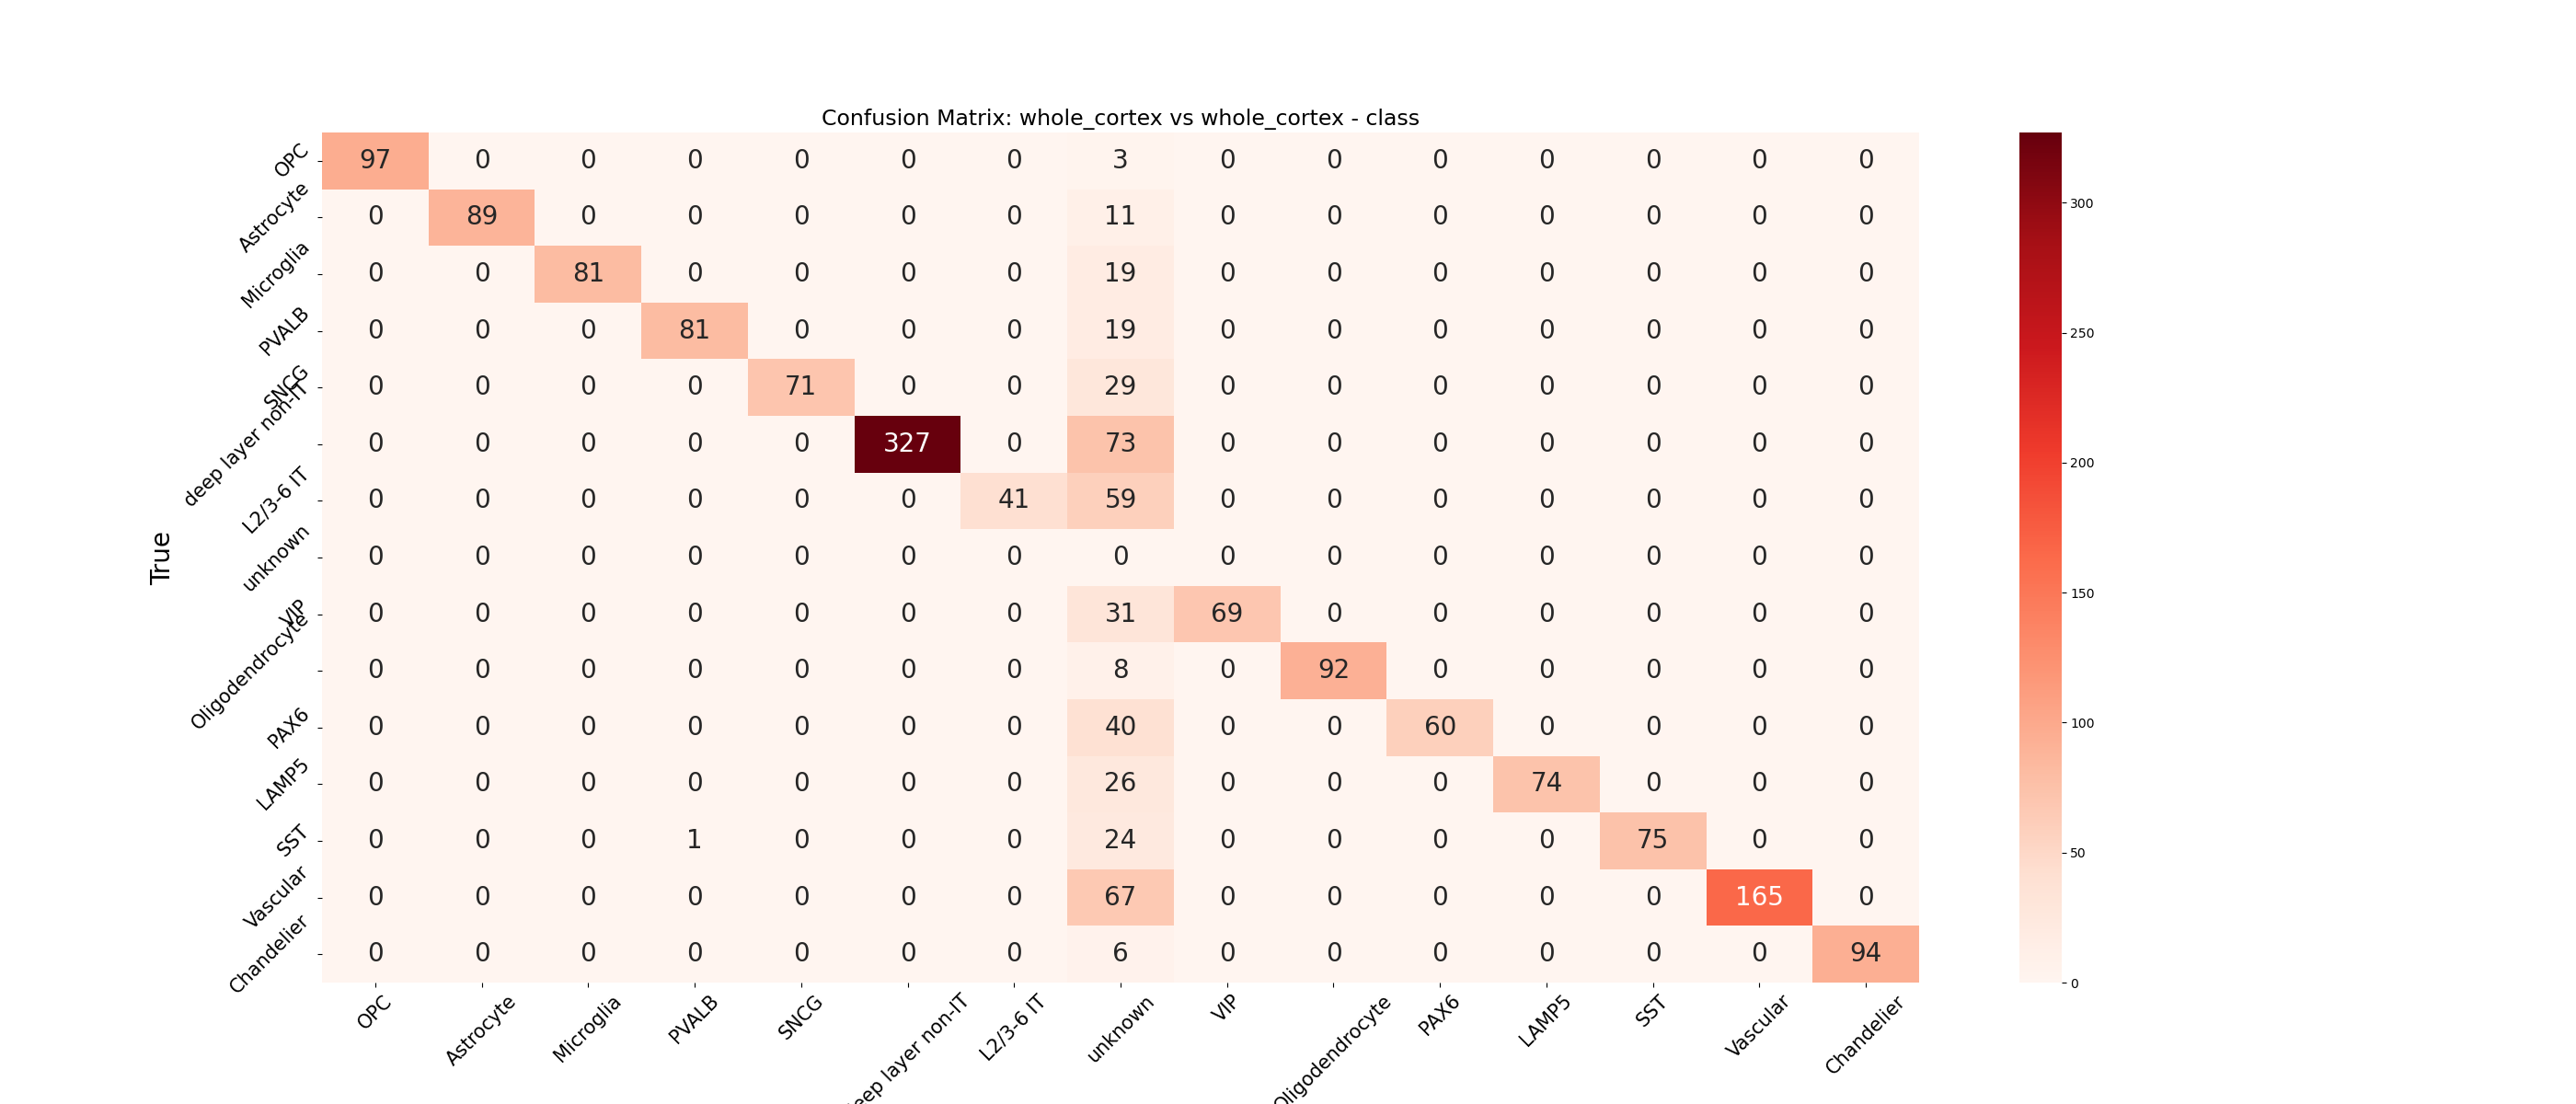 Confusion Matrix: whole_cortex vs whole_cortex - class
OPC 97 0 0 0 0 0 0 3 0 0 0 0 0 0 0
Astrocyte 0 89 0 0 0 0 0 11 0 0 0 0 0 0 0
Microglia 0 0 81 0 0 0 0 19 0 0 0 0 0 0 0
PVALB 0 0 0 81 0 0 0 19 0 0 0 0 0 0 0
SNCG 0 0 0 0 71 0 0 29 0 0 0 0 0 0 0
deep layer non-IT 0 0 0 0 0 327 0 73 0 0 0 0 0 0 0
L2/3-6 IT 0 0 0 0 0 0 41 59 0 0 0 0 0 0 0
unknown 0 0 0 0 0 0 0 0 0 0 0 0 0 0 0
VIP 0 0 0 0 0 0 0 31 69 0 0 0 0 0 0
Oligodendrocyte 0 0 0 0 0 0 0 8 0 92 0 0 0 0 0
PAX6 0 0 0 0 0 0 0 40 0 0 60 0 0 0 0
LAMP5 0 0 0 0 0 0 0 26 0 0 0 74 0 0 0
SST 0 0 0 1 0 0 0 24 0 0 0 0 75 0 0
Vascular 0 0 0 0 0 0 0 67 0 0 0 0 0 165 0
Chandelier 0 0 0 0 0 0 0 6 0 0 0 0 0 0 94
OPC Astrocyte Microglia PVALB SNCG eep layer non-IT L2/3-6 IT unknown VIP Oligodendrocyte PAX6 LAMP5 SST Vascular Chandelier
True
300
250
200
150
100
50
0